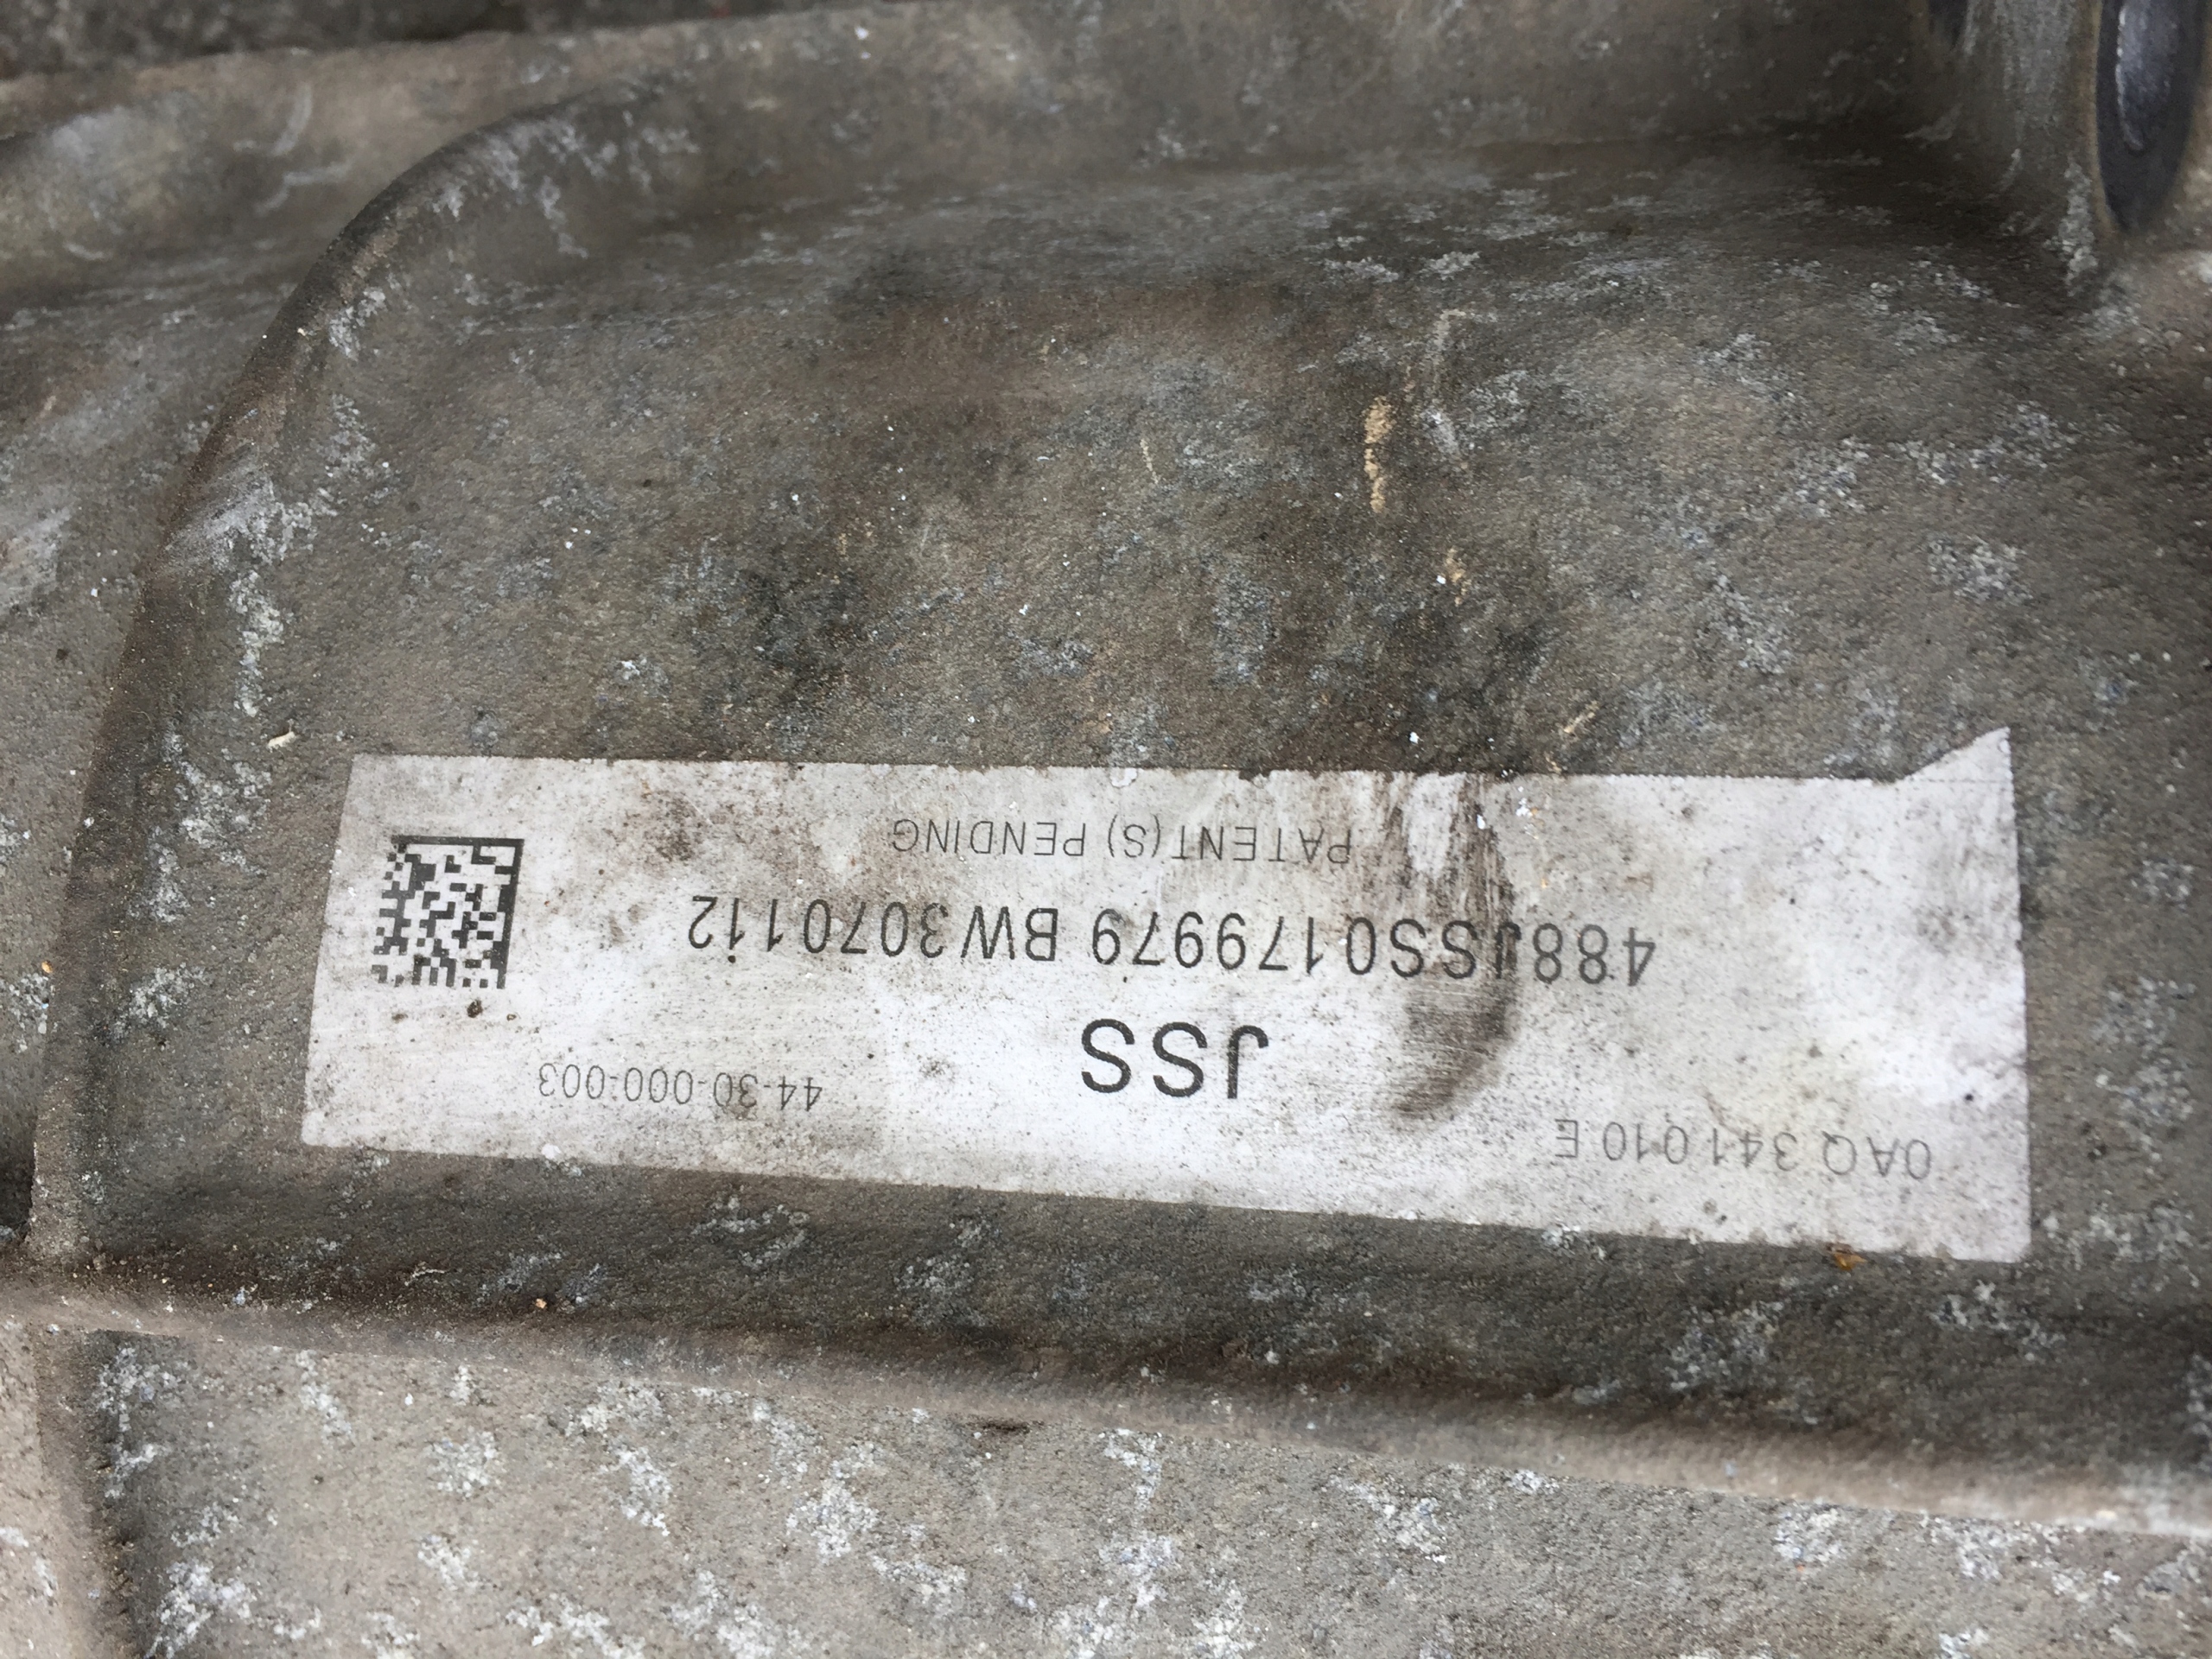 0AQ 341 010 E
44-30-000-003
JSS
488JSS0179979 BW3070112
PATENT(S) PENDING